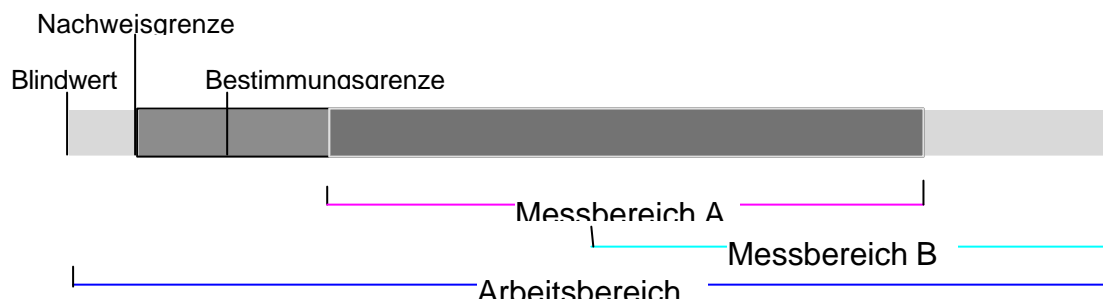 Nachweisgrenze
Blindwert Bestimmungsgrenze
Messbereich A
Messbereich B
Arbeitsbereich